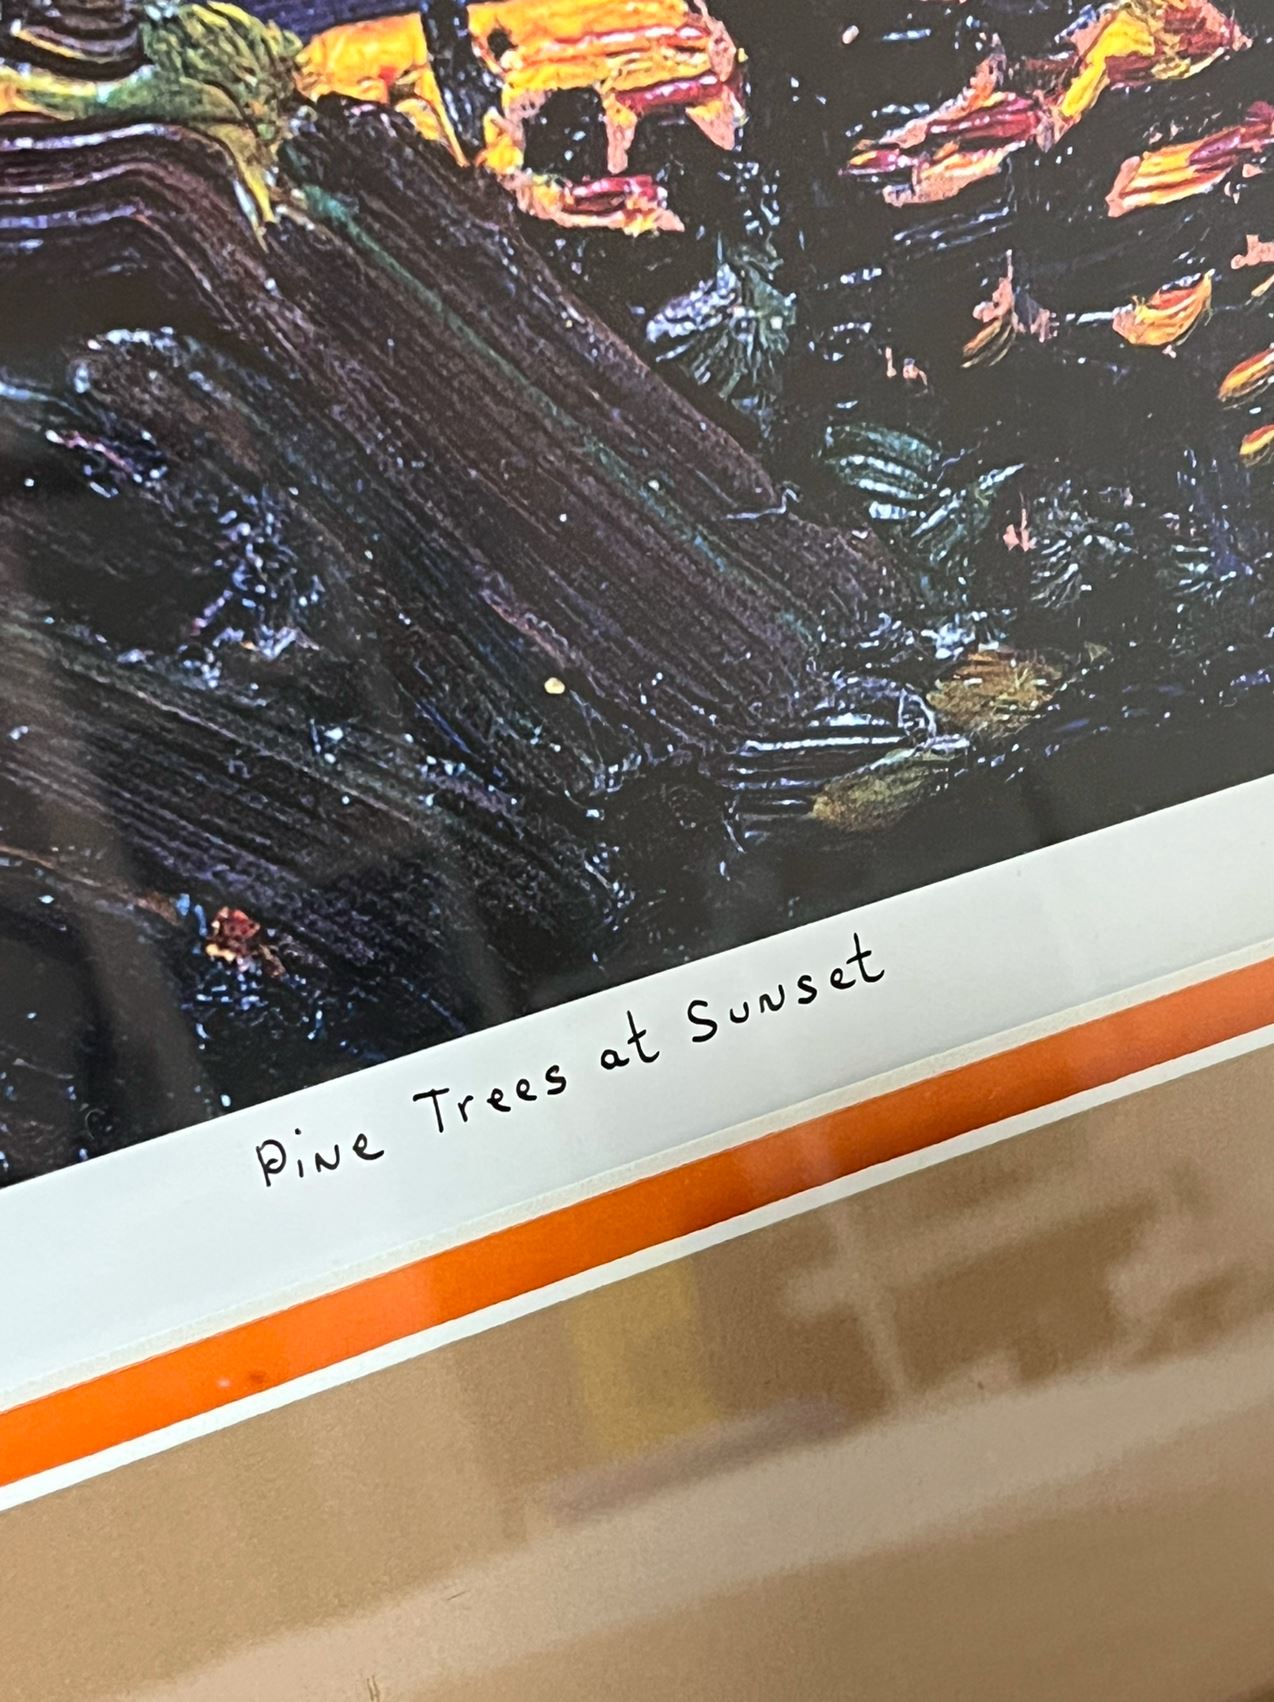 Pine Trees at Sunset